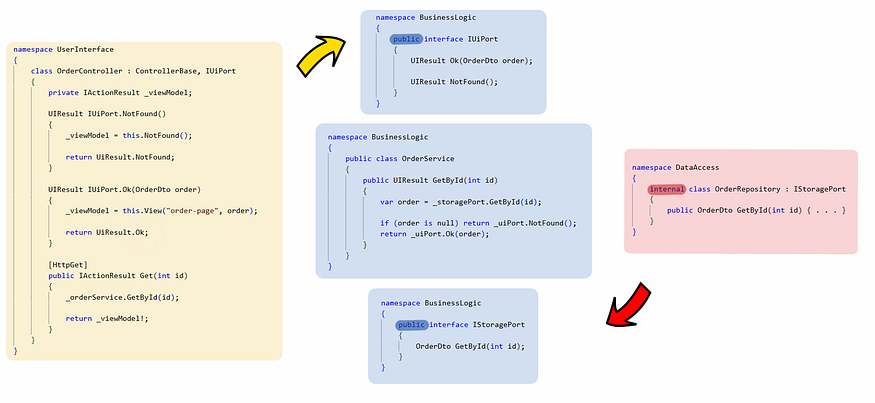 namespace UserInterface
{
class OrderController : ControllerBase, IUiPort
{
private IActionResult _viewModel;
UIResult IUiPort.NotFound()
{
_viewModel = this.NotFound();
return UiResult.NotFound;
}
UIResult IUiPort.Ok(OrderDto order)
{
_viewModel = this.View("order-page", order);
return UiResult.Ok;
}
[HttpGet]
public IActionResult Get(int id)
{
_orderService.GetById(id);
return _viewModel!;
}
}
}
namespace BusinessLogic
{
public interface IUiPort
{
UIResult Ok(OrderDto order);
UIResult NotFound();
}
}
namespace BusinessLogic
{
public class OrderService
{
public UIResult GetById(int id)
{
var order = _storagePort.GetById(id);
if (order is null) return _uiPort.NotFound();
return _uiPort.Ok(order);
}
}
}
namespace BusinessLogic
{
public interface IStoragePort
{
OrderDto GetById(int id);
}
}
namespace DataAccess
{
internal class OrderRepository : IStoragePort
{
public OrderDto GetById(int id) { . . . }
}
}